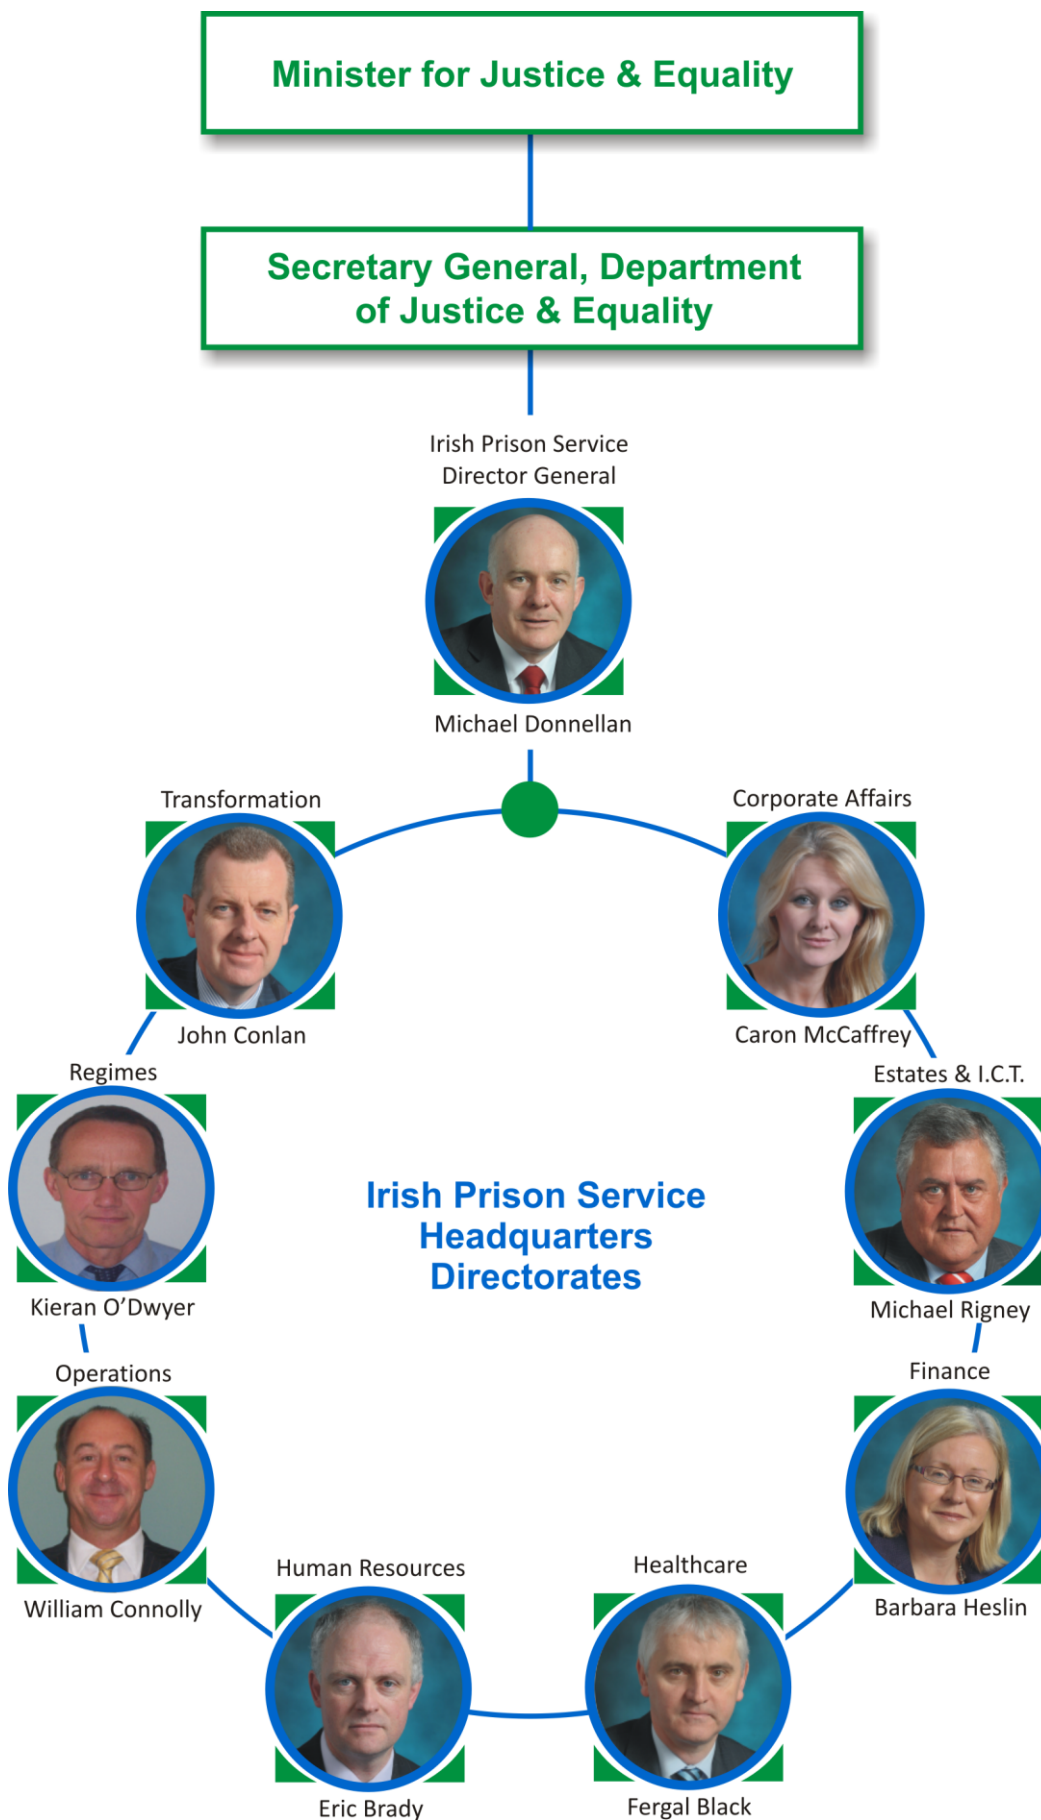 Minister for Justice & Equality
Secretary General, Department
of Justice & Equality
Irish Prison Service
Director General
Michael Donnellan
Transformation
John Conlan
Corporate Affairs
Caron McCaffrey
Regimes
Kieran O’Dwyer
Estates & I.C.T.
Michael Rigney
Irish Prison Service
Headquarters
Directorates
Operations
William Connolly
Finance
Barbara Heslin
Human Resources
Eric Brady
Healthcare
Fergal Black